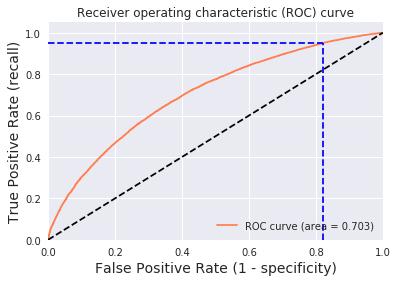 Receiver operating characteristic (ROC) curve
True Positive Rate (recall)
1.0
0.8
0.6
0.4
0.2
0.0
ROC curve (area = 0.703)
0.0 0.2 0.4 0.6 0.8 1.0
False Positive Rate (1 - specificity)